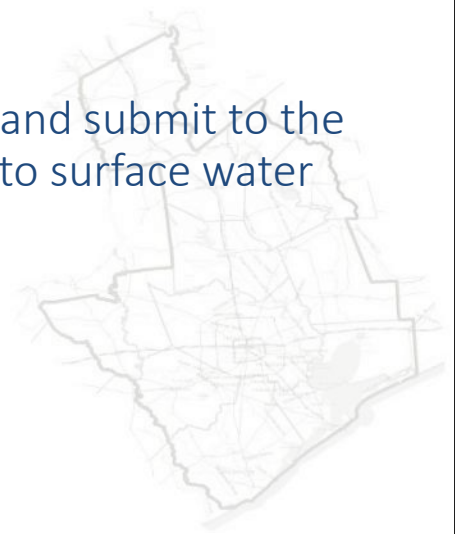 and submit to the
to surface water